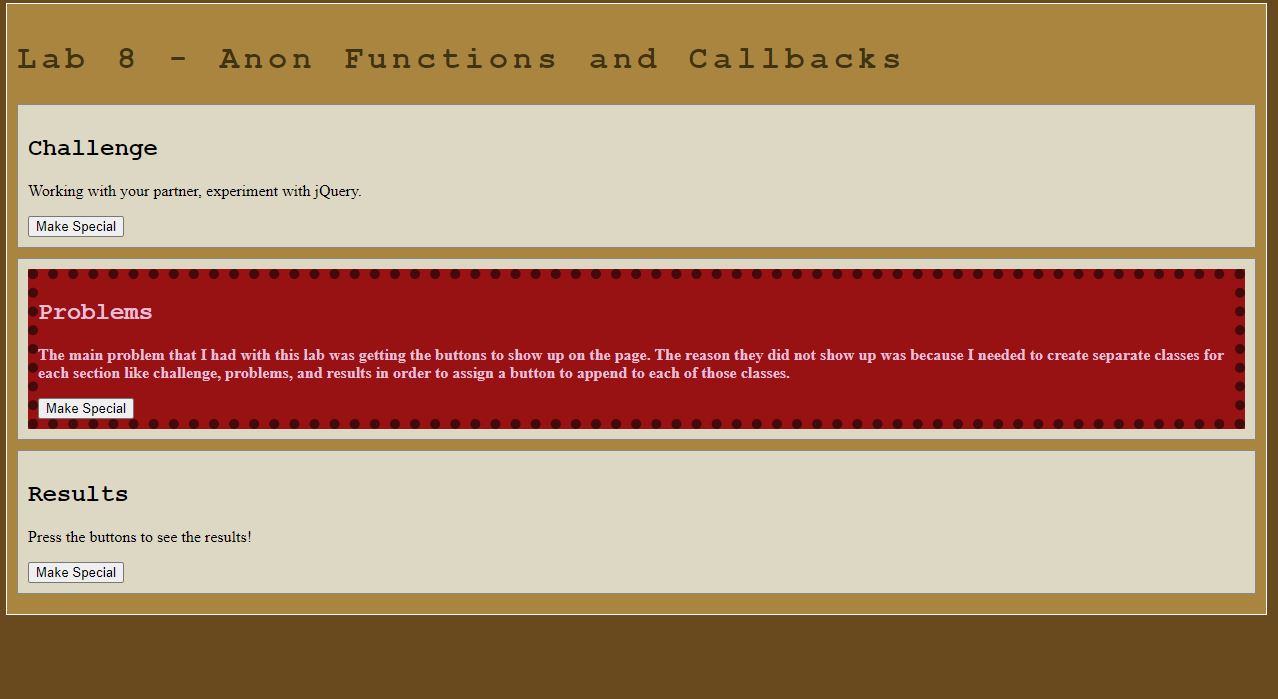 Lab 8 - Anon Functions and Callbacks
Challenge
Working with your partner, experiment with jQuery.
Make Special
Problems
The main problem that I had with this lab was getting the buttons to show up on the page. The reason they did not show up was because I needed to create separate classes for
each section like challenge, problems, and results in order to assign a button to append to each of those classes.
Make Special
Results
Press the buttons to see the results!
Make Special